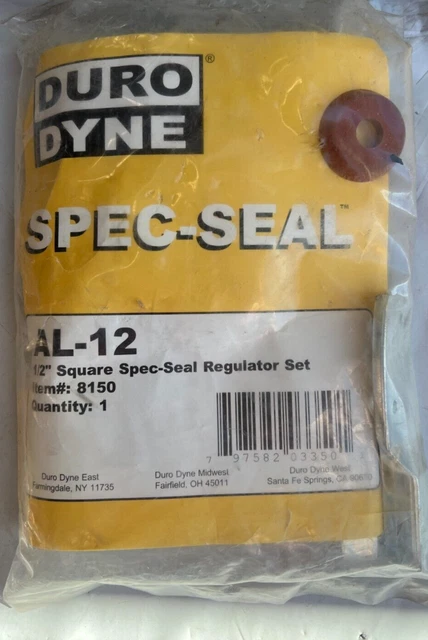 DURO®
DYNE
SPEC-SEAL™
AL-12
1/2" Square Spec-Seal Regulator Set
Item#: 8150
Quantity: 1
7 97582 03350
Duro Dyne East
Farmingdale, NY 11735
Duro Dyne Midwest
Fairfield, OH 45011
Duro Dyne West
Santa Fe Springs, CA 90670